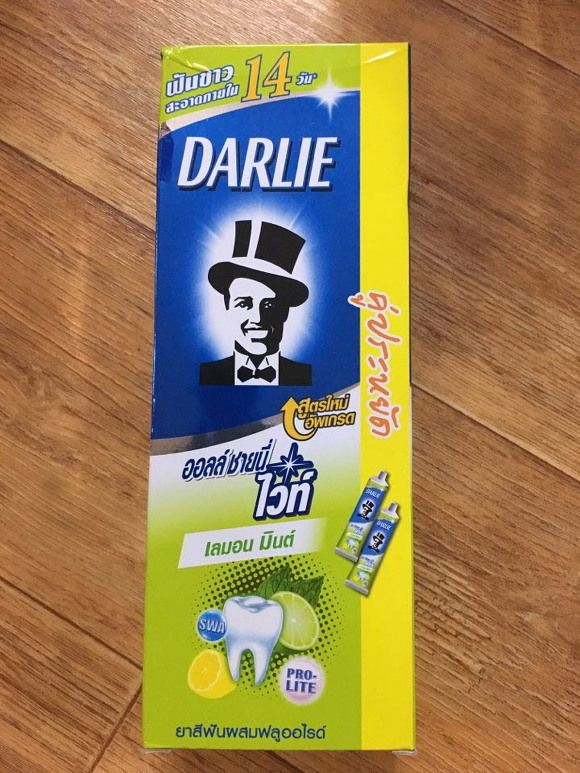 ฟันขาว
สะอาดภายใน 14 วัน*
DARLIE
คู่ประหยัด
สูตรใหม่
อัพเกรด
ออลล์ ชายนี่
ไวท์
เลมอน มินต์
DARLIE
DARLIE
SWA
PRO-
LITE
ยาสีฟันผสมฟลูออไรด์